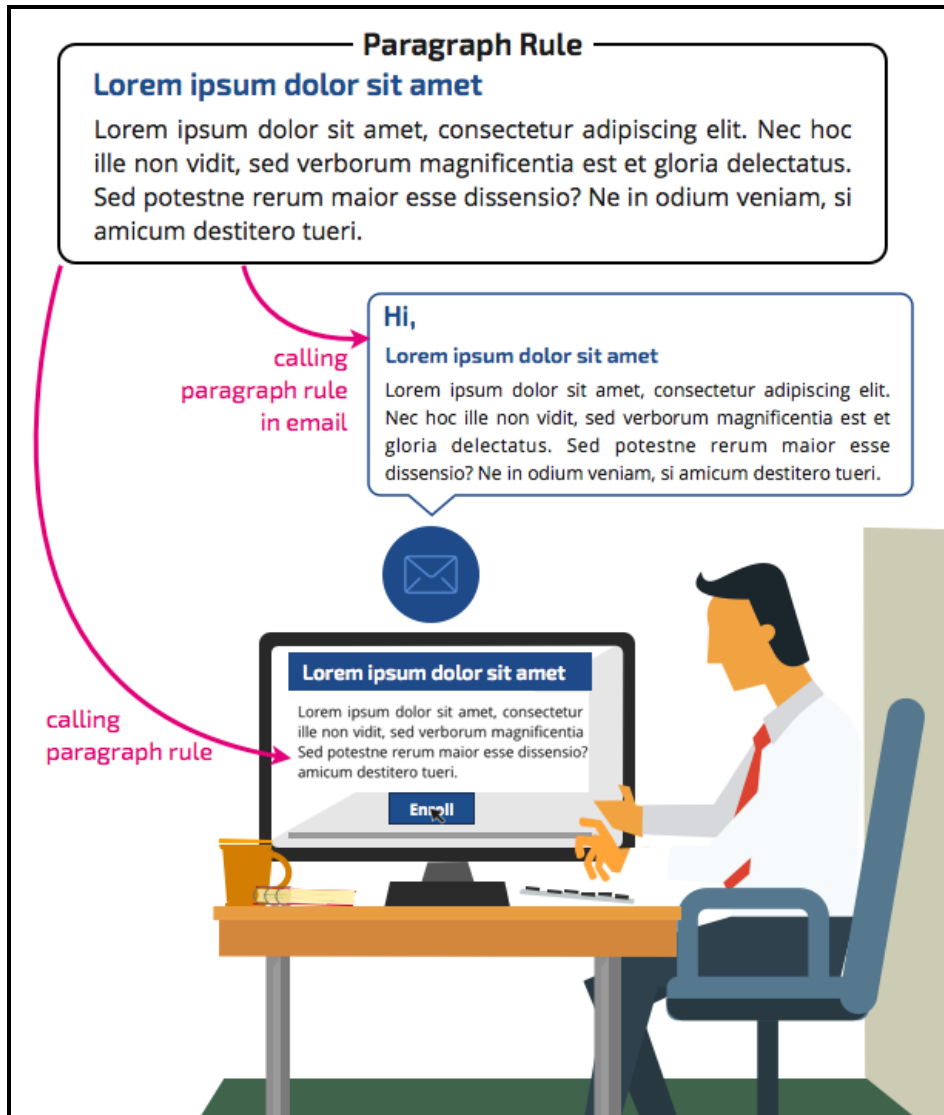 Paragraph Rule
Lorem ipsum dolor sit amet
Lorem ipsum dolor sit amet, consectetur adipiscing elit. Nec hoc
ille non vidit, sed verborum magnificentia est et gloria delectatus.
Sed potestne rerum maior esse dissensio? Ne in odium veniam, si
amicum destitero tueri.
calling
paragraph rule
in email
Hi,
Lorem ipsum dolor sit amet
Lorem ipsum dolor sit amet, consectetur adipiscing elit.
Nec hoc ille non vidit, sed verborum magnificentia est et
gloria delectatus. Sed potestne rerum maior esse
dissensio? Ne in odium veniam, si amicum destitero tueri.
calling
paragraph rule
Lorem ipsum dolor sit amet
Lorem ipsum dolor sit amet, consectetur
ille non vidit, sed verborum magnificentia
Sed potestne rerum maior esse dissensio?
amicum destitero tueri.
Enroll